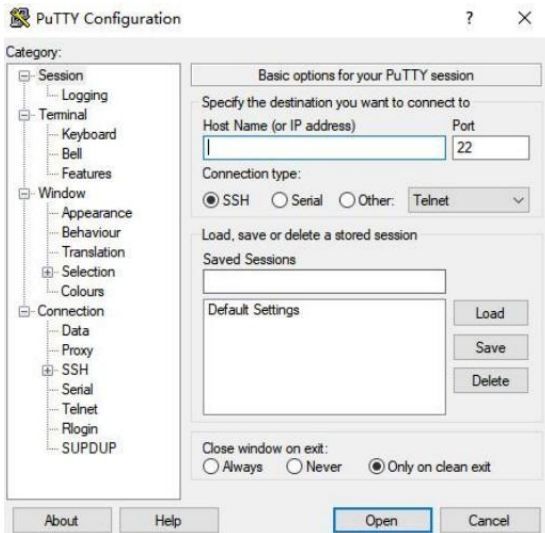 PuTTY Configuration ? ×
Category:
Session
Logging
Terminal
Keyboard
Bell
Features
Window
Appearance
Behaviour
Translation
Selection
Colours
Connection
Data
Proxy
SSH
Serial
Telnet
Rlogin
SUPDUP
Basic options for your PuTTY session
Specify the destination you want to connect to
Host Name (or IP address) Port
22
Connection type:
SSH Serial Other: Telnet
Load, save or delete a stored session
Saved Sessions
Default Settings
Load
Save
Delete
Close window on exit:
Always Never Only on clean exit
About Help Open Cancel